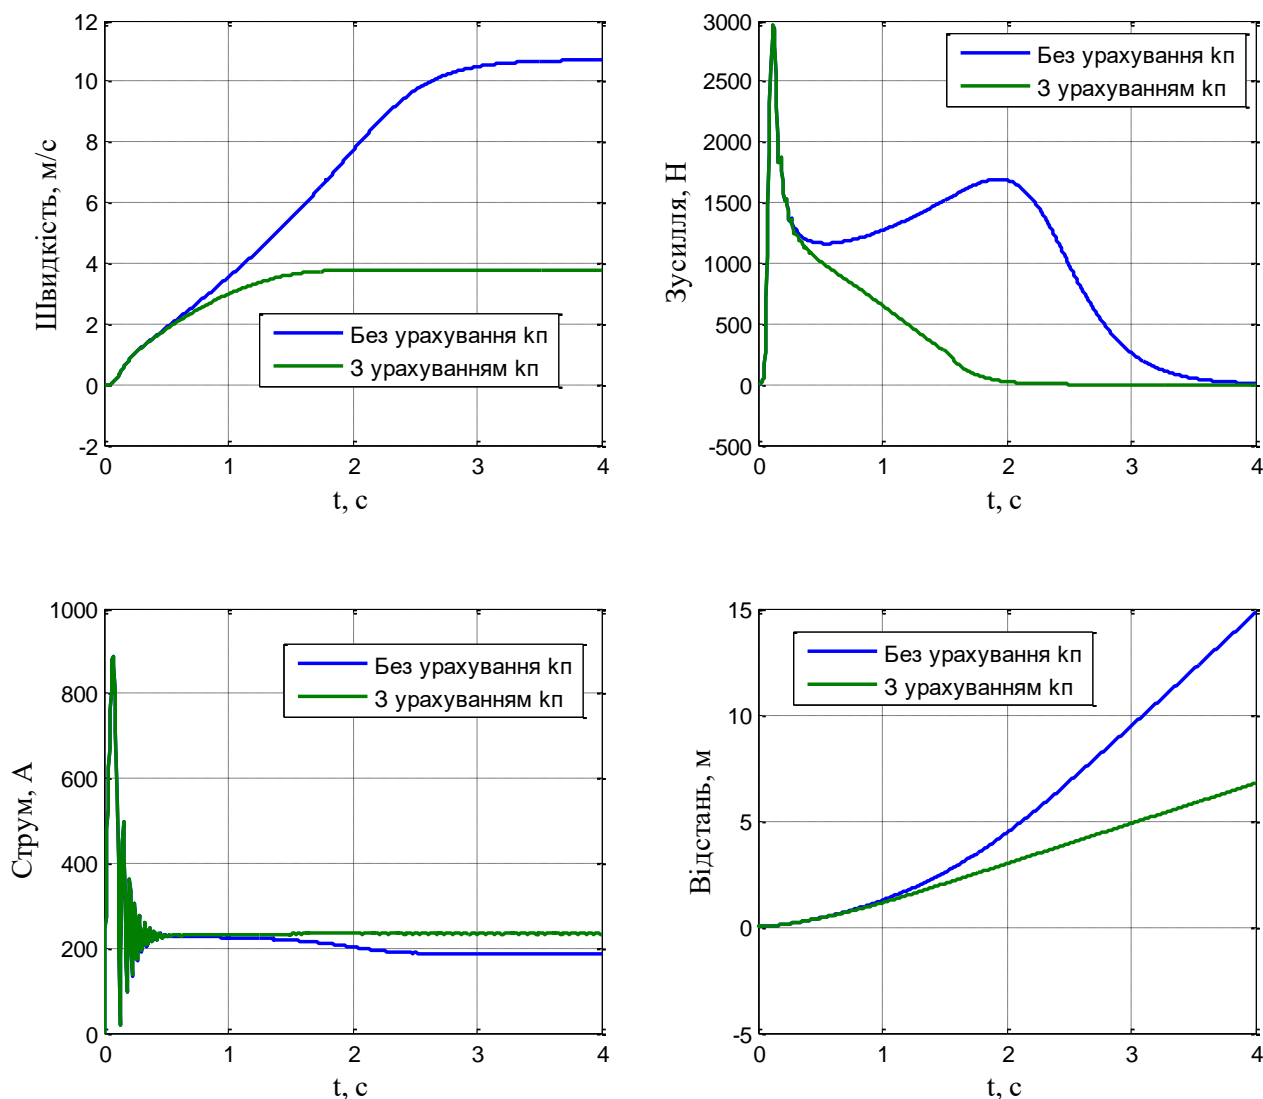 12
10
8
6
4
2
0
-2
Швидкість, м/с
Без урахування kп
З урахуванням kп
0
1
2
3
4
t, с
3000
2500
2000
1500
1000
500
0
-500
Зусилля, Н
Без урахування kп
З урахуванням kп
0
1
2
3
4
t, с
1000
800
600
400
200
0
Струм, А
Без урахування kп
З урахуванням kп
0
1
2
3
4
t, с
15
10
5
0
-5
Відстань, м
Без урахування kп
З урахуванням kп
0
1
2
3
4
t, с